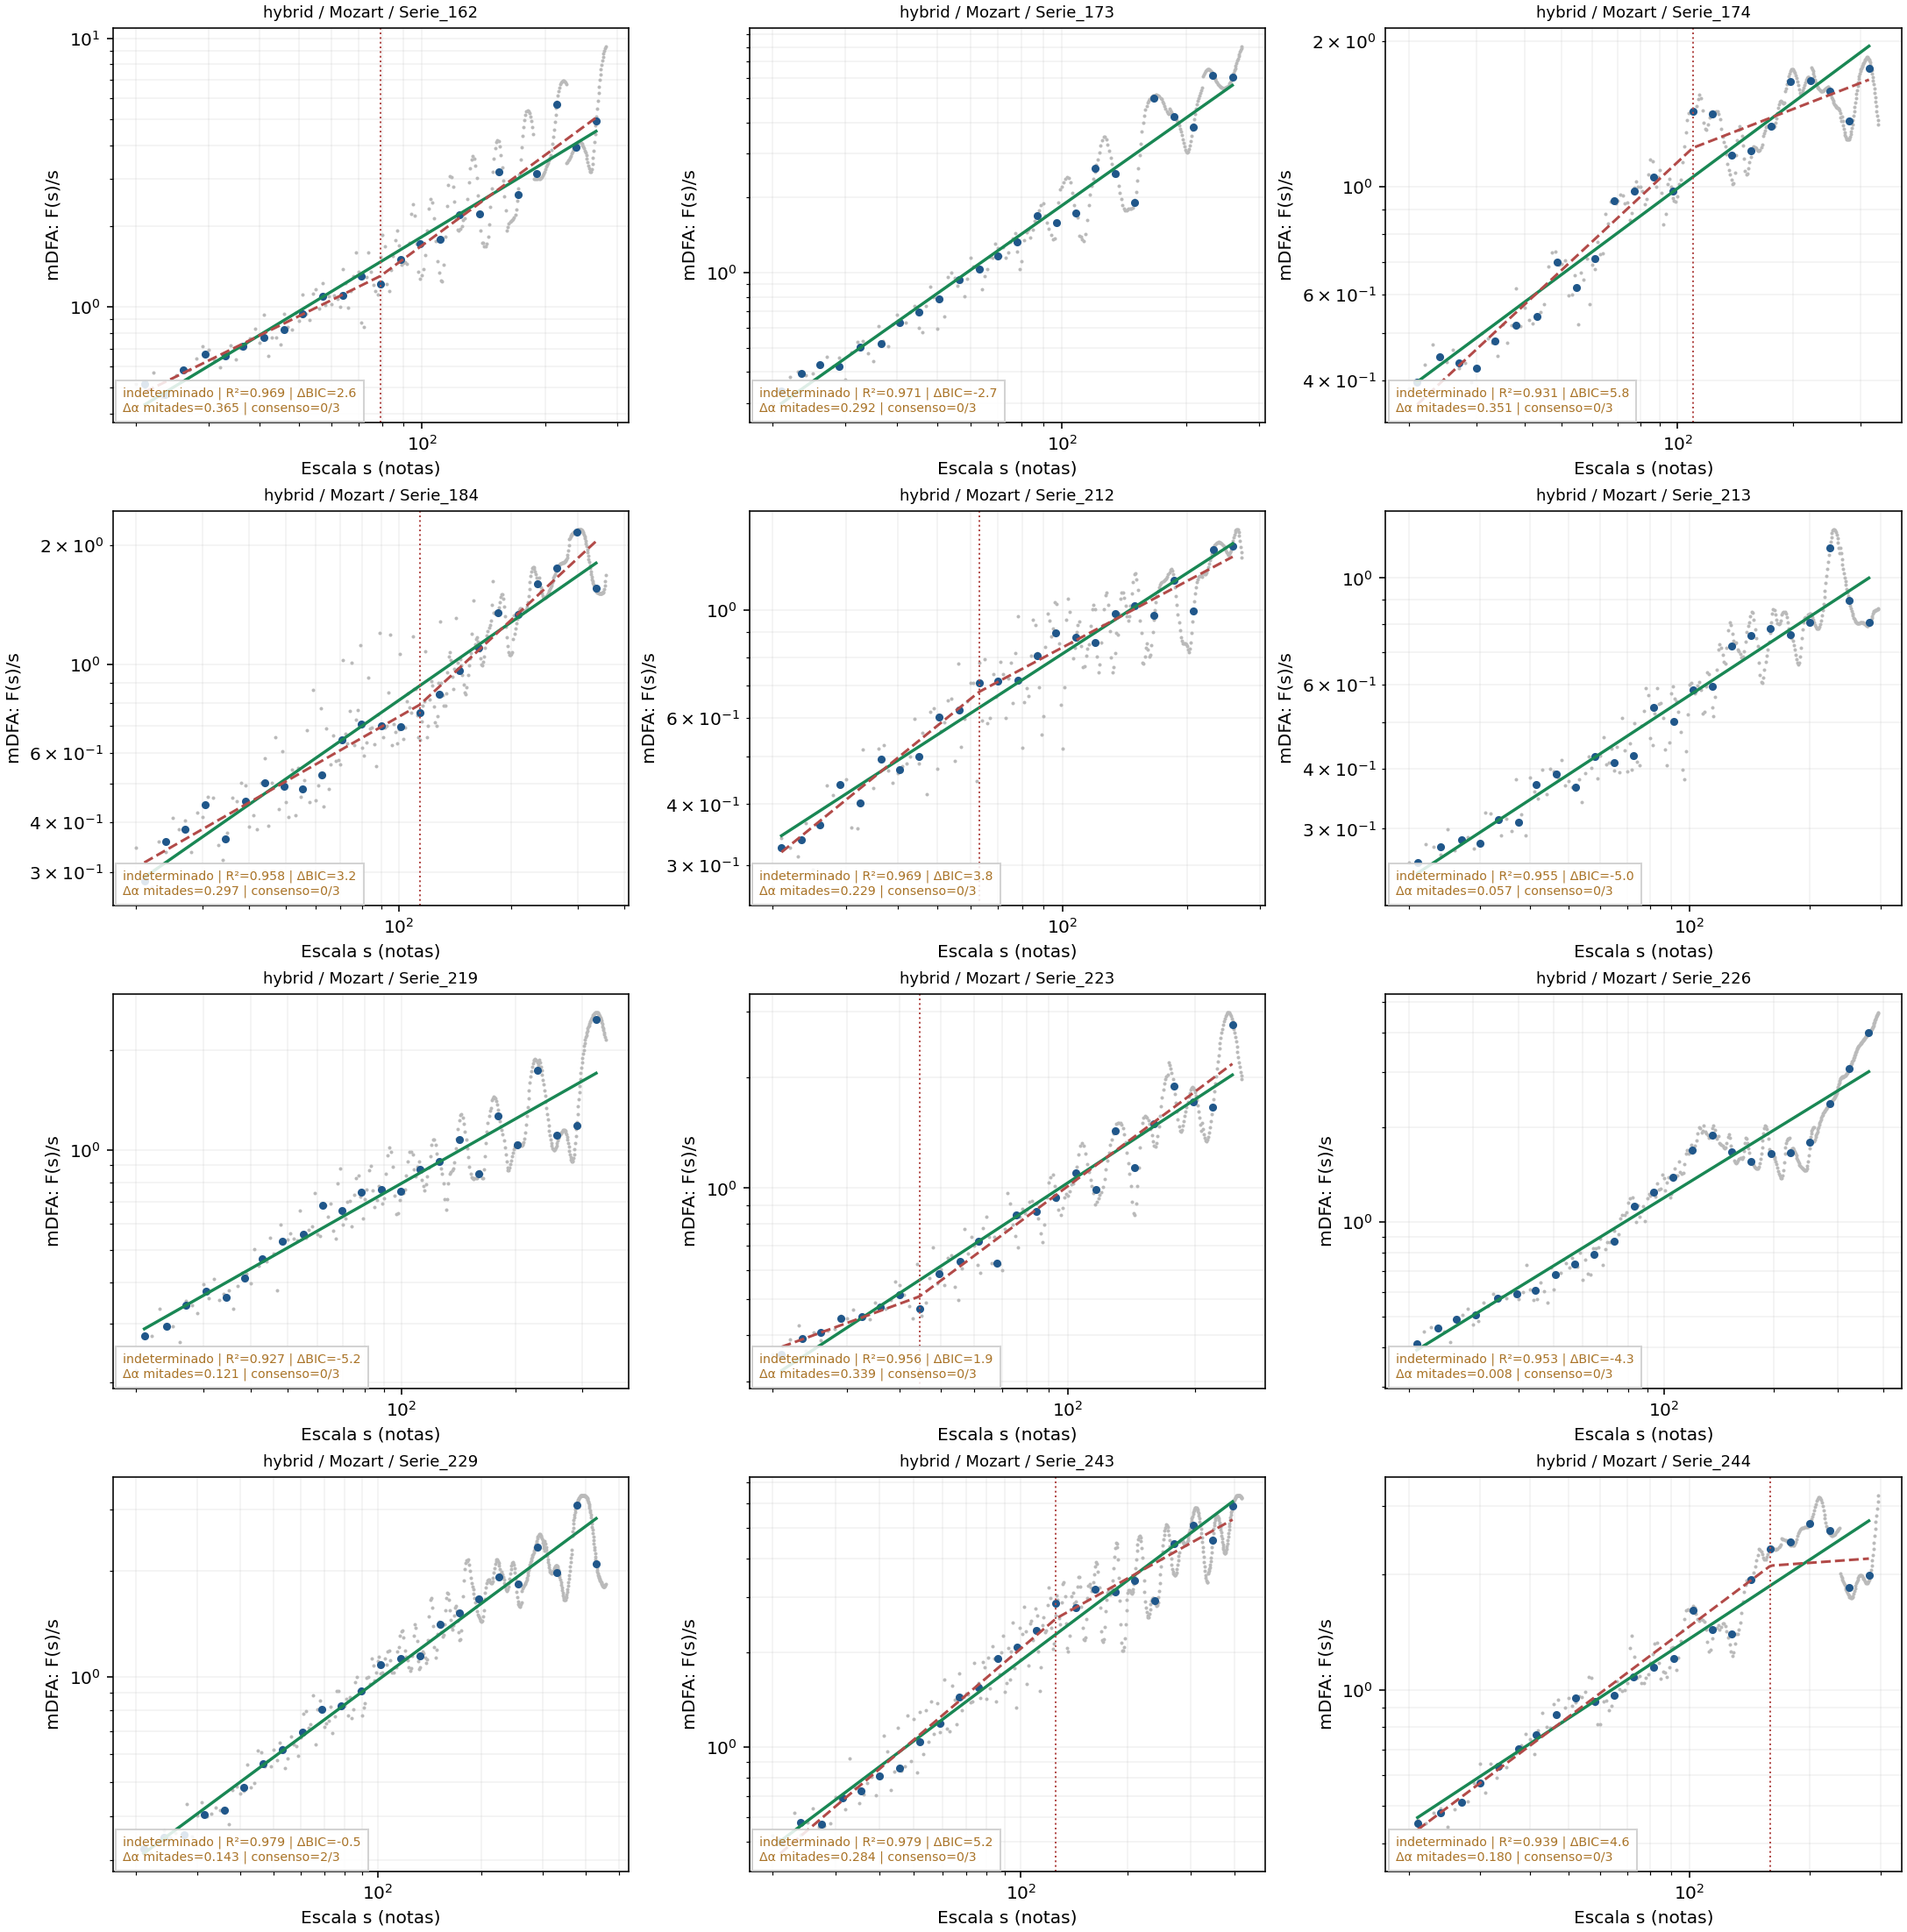 hybrid / Mozart / Serie_162
10¹
10⁰
mDFA: F(s)/s
indeterminado | R²=0.969 | ΔBIC=2.6
Δα mitades=0.365 | consenso=0/3
10²
Escala s (notas)
hybrid / Mozart / Serie_173
10⁰
mDFA: F(s)/s
indeterminado | R²=0.971 | ΔBIC=-2.7
Δα mitades=0.292 | consenso=0/3
10²
Escala s (notas)
hybrid / Mozart / Serie_174
2 × 10⁰
10⁰
6 × 10⁻¹
4 × 10⁻¹
mDFA: F(s)/s
indeterminado | R²=0.931 | ΔBIC=5.8
Δα mitades=0.351 | consenso=0/3
10²
Escala s (notas)
hybrid / Mozart / Serie_184
2 × 10⁰
10⁰
6 × 10⁻¹
4 × 10⁻¹
3 × 10⁻¹
mDFA: F(s)/s
indeterminado | R²=0.958 | ΔBIC=3.2
Δα mitades=0.297 | consenso=0/3
10²
Escala s (notas)
hybrid / Mozart / Serie_212
10⁰
6 × 10⁻¹
4 × 10⁻¹
3 × 10⁻¹
mDFA: F(s)/s
indeterminado | R²=0.969 | ΔBIC=3.8
Δα mitades=0.229 | consenso=0/3
10²
Escala s (notas)
hybrid / Mozart / Serie_213
10⁰
6 × 10⁻¹
4 × 10⁻¹
3 × 10⁻¹
mDFA: F(s)/s
indeterminado | R²=0.955 | ΔBIC=-5.0
Δα mitades=0.057 | consenso=0/3
10²
Escala s (notas)
hybrid / Mozart / Serie_219
10⁰
mDFA: F(s)/s
indeterminado | R²=0.927 | ΔBIC=-5.2
Δα mitades=0.121 | consenso=0/3
10²
Escala s (notas)
hybrid / Mozart / Serie_223
10⁰
mDFA: F(s)/s
indeterminado | R²=0.956 | ΔBIC=1.9
Δα mitades=0.339 | consenso=0/3
10²
Escala s (notas)
hybrid / Mozart / Serie_226
10⁰
mDFA: F(s)/s
indeterminado | R²=0.953 | ΔBIC=-4.3
Δα mitades=0.008 | consenso=0/3
10²
Escala s (notas)
hybrid / Mozart / Serie_229
10⁰
mDFA: F(s)/s
indeterminado | R²=0.979 | ΔBIC=-0.5
Δα mitades=0.143 | consenso=2/3
10²
Escala s (notas)
hybrid / Mozart / Serie_243
10⁰
mDFA: F(s)/s
indeterminado | R²=0.979 | ΔBIC=5.2
Δα mitades=0.284 | consenso=0/3
10²
Escala s (notas)
hybrid / Mozart / Serie_244
10⁰
mDFA: F(s)/s
indeterminado | R²=0.939 | ΔBIC=4.6
Δα mitades=0.180 | consenso=0/3
10²
Escala s (notas)